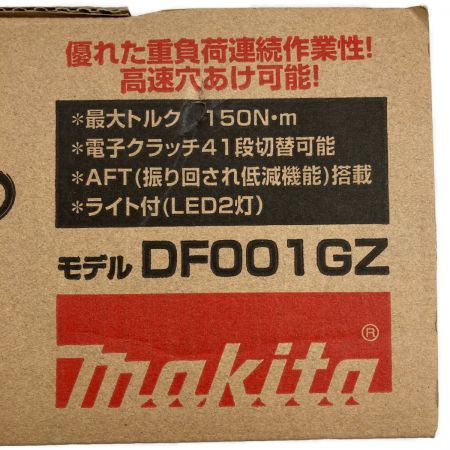 優れた重負荷連続作業性!
高速穴あけ可能!
*最大トルク 150N・m
*電子クラッチ41段切替可能
*AFT(振り回され低減機能)搭載
*ライト付(LED2灯)
モデル DF001GZ
makita®